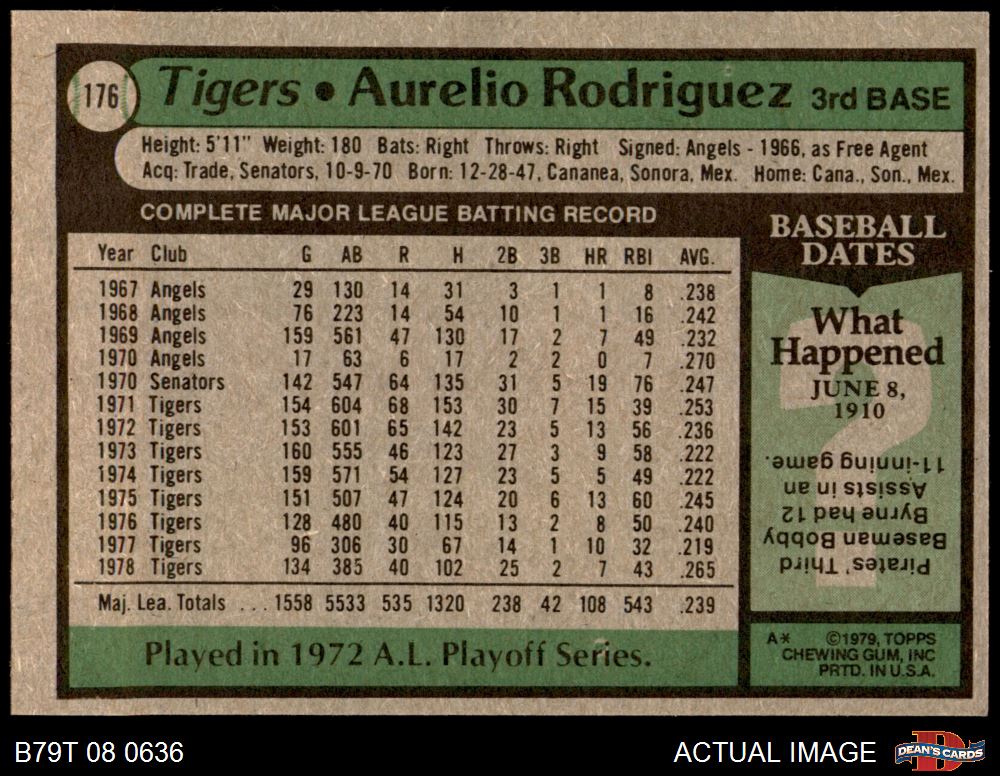 176 Tigers • Aurelio Rodriguez 3rd BASE
Height: 5'11" Weight: 180 Bats: Right Throws: Right Signed: Angels - 1966, as Free Agent
Acq: Trade, Senators, 10-9-70 Born: 12-28-47, Cananea, Sonora, Mex. Home: Cana., Son., Mex.
COMPLETE MAJOR LEAGUE BATTING RECORD
Year Club G AB R H 2B 3B HR RBI AVG.
1967 Angels 29 130 14 31 3 1 1 8 .238
1968 Angels 76 223 14 54 10 1 1 16 .242
1969 Angels 159 561 47 130 17 2 7 49 .232
1970 Angels 17 63 6 17 2 2 0 7 .270
1970 Senators 142 547 64 135 31 5 19 76 .247
1971 Tigers 154 604 68 153 30 7 15 39 .253
1972 Tigers 153 601 65 142 23 5 13 56 .236
1973 Tigers 160 555 46 123 27 3 9 58 .222
1974 Tigers 159 571 54 127 23 5 5 49 .222
1975 Tigers 151 507 47 124 20 6 13 60 .245
1976 Tigers 128 480 40 115 13 2 8 50 .240
1977 Tigers 96 306 30 67 14 1 10 32 .219
1978 Tigers 134 385 40 102 25 2 7 43 .265
Maj. Lea. Totals . . . 1558 5533 535 1320 238 42 108 543 .239
Played in 1972 A.L. Playoff Series.
BASEBALL
DATES
What
Happened
JUNE 8,
1910
Pirates' Third
Baseman Bobby
Byrne had 12
Assists in an
11-inning game.
A* ©1979, TOPPS
CHEWING GUM, INC
PRTD. IN U.S.A.
B79T 08 0636
ACTUAL IMAGE
DEAN'S CARDS